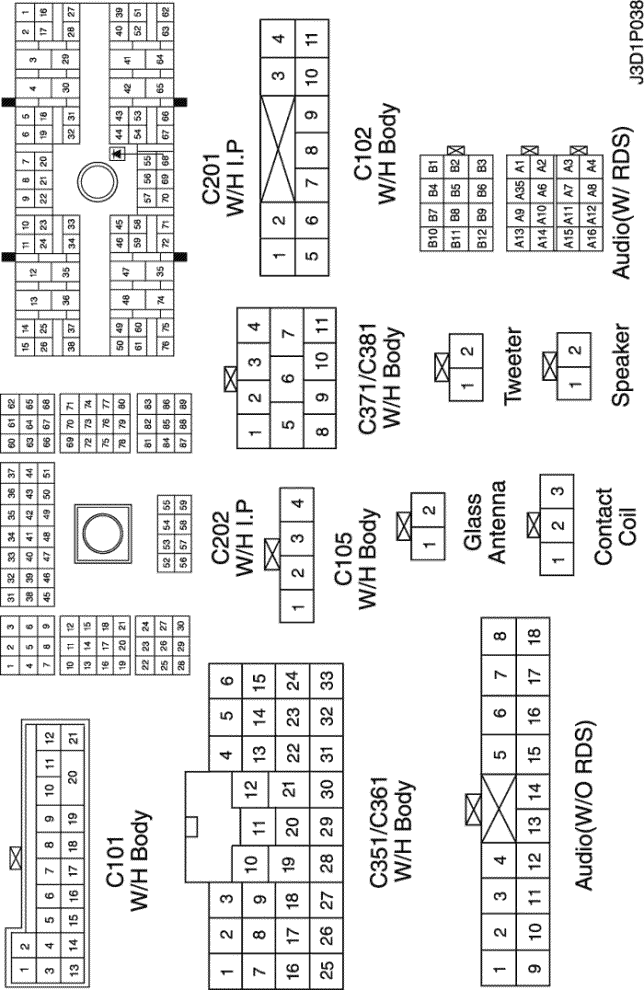 1 2
3 4 5 6 7 8 9 10 11 12
13 14 15 16 17 18 19 20 21
C101
W/H Body
1 2 3
4 5 6
7 8 9
10 11 12
13 14 15
16 17 18
19 20 21
22 23 24
25 26 27
28 29 30
31 32 33 34 35 36 37
38 39 40 41 42 43 44
45 46 47 48 49 50 51
52 53 54 55
56 57 58 59
60 61 62
63 64 65
66 67 68
69 70 71
72 73 74
75 76 77
78 79 80
81 82 83
84 85 86
87 88 89
C202
W/H I.P
15 14 13 12 11 10 9 8 7 6 5 4 3 2 1
26 25 24 23 22 21 20 19 18 17 16
38 37 36 35 34 33 32 31 30 29 28 27
50 49 48 47 46 45 44 43 42 41 40 39
61 60 59 58 57 56 55 54 53 52 51
76 75 74 35 72 71 70 69 68 67 66 65 64 63 62
C201
W/H I.P
1 2 3 4 5 6
7 8 9 10 11 12 13 14 15
16 17 18 19 20 21 22 23 24
25 26 27 28 29 30 31 32 33
C351/C361
W/H Body
1 2 3 4
C105
W/H Body
1 2 3 4
5 6 7
8 9 10 11
C371/C381
W/H Body
1 2 3 4
5 6 7 8 9 10 11
C102
W/H Body
1 2 3 4 5 6 7 8
9 10 11 12 13 14 15 16 17 18
Audio(W/O RDS)
1 2
Glass
Antenna
1 2 3
Contact
Coil
1 2
Tweeter
1 2
Speaker
B10 B7 B4 B1
B11 B8 B5 B2
B12 B9 B6 B3
A13 A9 A35 A1
A14 A10 A6 A2
A15 A11 A7 A3
A16 A12 A8 A4
Audio(W/ RDS)
J3D1P038